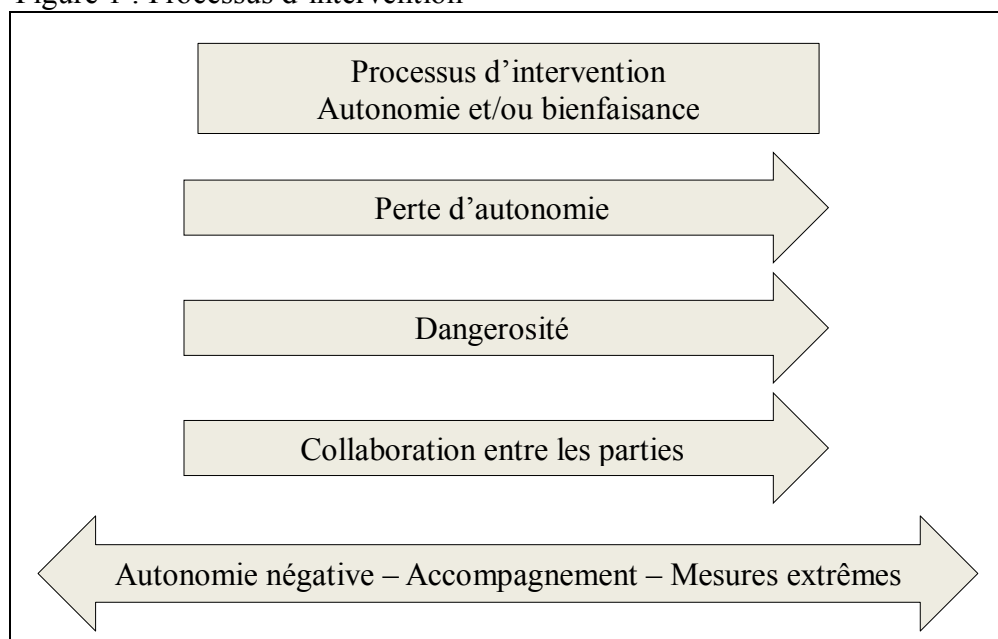 Figure 1 : Processus d'intervention
Processus d'intervention
Autonomie et/ou bienfaisance
Perte d'autonomie
Dangerosité
Collaboration entre les parties
Autonomie négative – Accompagnement – Mesures extrêmes